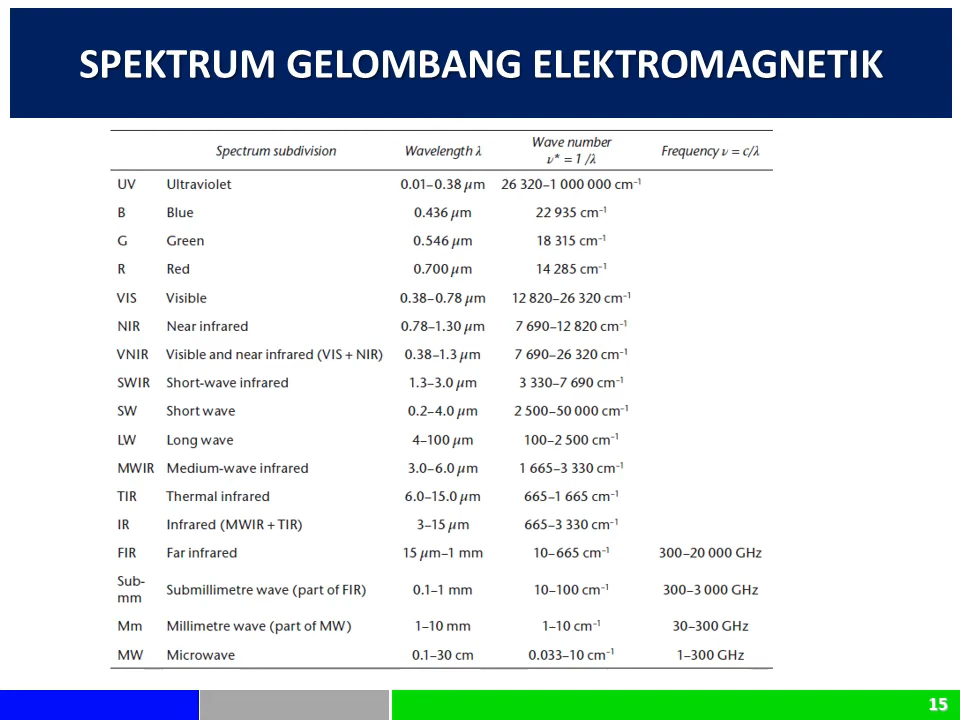 SPEKTRUM GELOMBANG ELEKTROMAGNETIK
Spectrum subdivision Wavelength λ Wave number ν* = 1 /λ Frequency ν = c/λ
UV Ultraviolet 0.01–0.38 µm 26 320–1 000 000 cm⁻¹
B Blue 0.436 µm 22 935 cm⁻¹
G Green 0.546 µm 18 315 cm⁻¹
R Red 0.700 µm 14 285 cm⁻¹
VIS Visible 0.38–0.78 µm 12 820–26 320 cm⁻¹
NIR Near infrared 0.78–1.30 µm 7 690–12 820 cm⁻¹
VNIR Visible and near infrared (VIS + NIR) 0.38–1.3 µm 7 690–26 320 cm⁻¹
SWIR Short-wave infrared 1.3–3.0 µm 3 330–7 690 cm⁻¹
SW Short wave 0.2–4.0 µm 2 500–50 000 cm⁻¹
LW Long wave 4–100 µm 100–2 500 cm⁻¹
MWIR Medium-wave infrared 3.0–6.0 µm 1 665–3 330 cm⁻¹
TIR Thermal infrared 6.0–15.0 µm 665–1 665 cm⁻¹
IR Infrared (MWIR + TIR) 3–15 µm 665–3 330 cm⁻¹
FIR Far infrared 15 µm–1 mm 10–665 cm⁻¹ 300–20 000 GHz
Sub-mm Submillimetre wave (part of FIR) 0.1–1 mm 10–100 cm⁻¹ 300–3 000 GHz
Mm Millimetre wave (part of MW) 1–10 mm 1–10 cm⁻¹ 30–300 GHz
MW Microwave 0.1–30 cm 0.033–10 cm⁻¹ 1–300 GHz
15